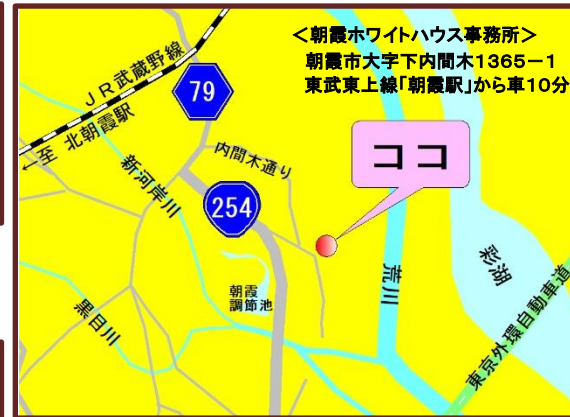 <朝霞ホワイトハウス事務所>
朝霞市大字下内間木1365－1
東武東上線「朝霞駅」から車10分
JR武蔵野線
79
←至 北朝霞駅
内間木通り
ココ
新河岸川
254
荒川
彩湖
朝霞
調節池
黒目川
東京外環自動車道